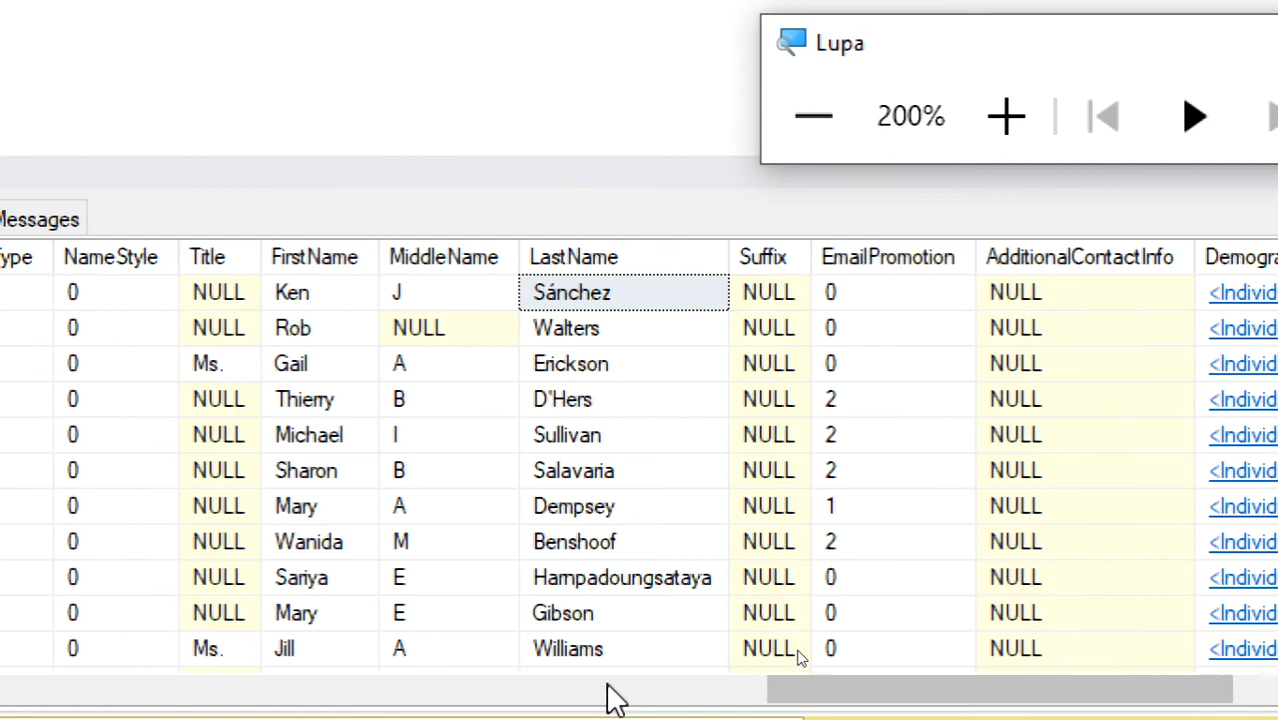 Lupa
200%
Messages
Type NameStyle Title FirstName MiddleName LastName Suffix EmailPromotion AdditionalContactInfo Demogra
0 NULL Ken J Sánchez NULL 0 NULL <Individ
0 NULL Rob NULL Walters NULL 0 NULL <Individ
0 Ms. Gail A Erickson NULL 0 NULL <Individ
0 NULL Thierry B D'Hers NULL 2 NULL <Individ
0 NULL Michael I Sullivan NULL 2 NULL <Individ
0 NULL Sharon B Salavaria NULL 2 NULL <Individ
0 NULL Mary A Dempsey NULL 1 NULL <Individ
0 NULL Wanida M Benshoof NULL 2 NULL <Individ
0 NULL Sariya E Harnpadoungsataya NULL 0 NULL <Individ
0 NULL Mary E Gibson NULL 0 NULL <Individ
0 Ms. Jill A Williams NULL 0 NULL <Individ